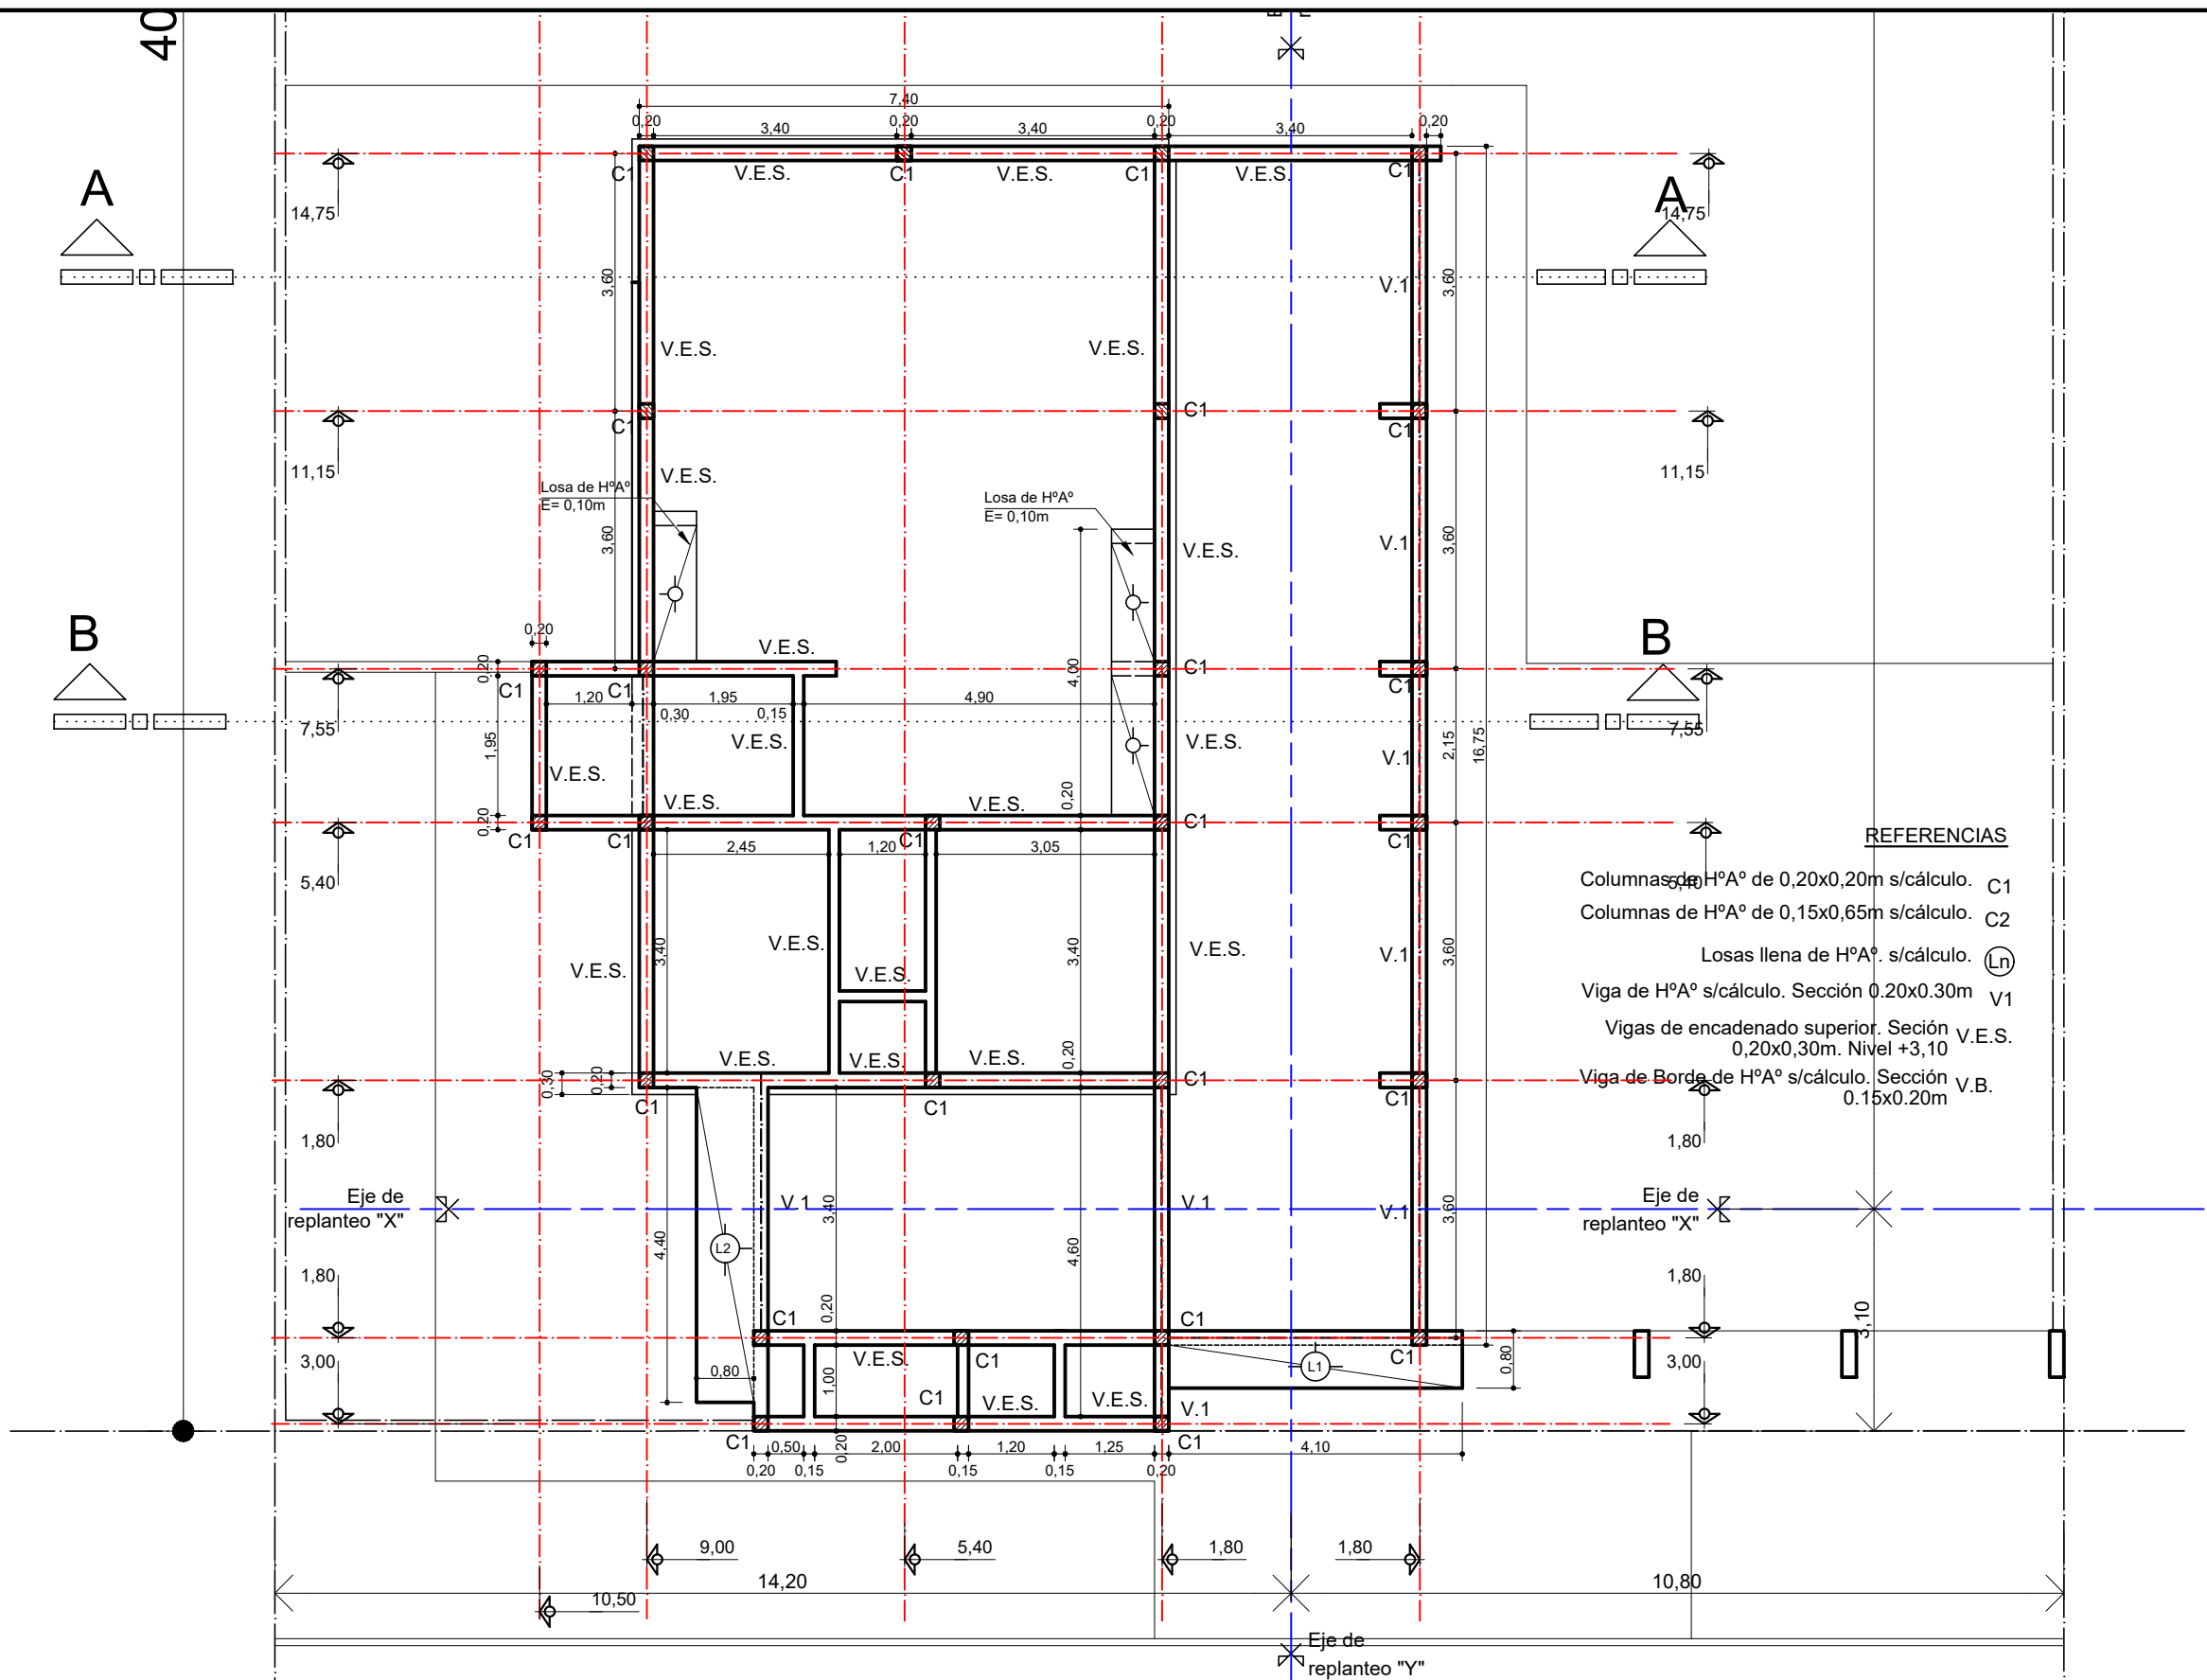 40
7,40
0,20
0,20
0,20
0,20
3,40
3,40
3,40
C1
V.E.S.
C1
V.E.S.
C1
V.E.S.
C1
A
A
14,75
14,75
3,60
V.1
3,60
V.E.S.
V.E.S.
C1
C1
C1
11,15
11,15
V.E.S.
Losa de HºAº
E= 0,10m
Losa de HºAº
E= 0,10m
3,60
V.E.S.
V.1
3,60
B
B
0,20
0,20
V.E.S.
4,00
C1
C1
C1
C1
1,20
0,30
1,95
0,15
4,90
7,55
7,55
1,95
V.E.S.
V.E.S.
V.1
2,15
16,75
V.E.S.
V.E.S.
V.E.S.
0,20
0,20
C1
C1
C1
C1
C1
5,40
5,40
2,45
1,20
3,05
REFERENCIAS
Columnas de HºAº de 0,20x0,20m s/cálculo. C1
Columnas de HºAº de 0,15x0,65m s/cálculo. C2
Losas llena de HºAº. s/cálculo. Ln
Viga de HºAº s/cálculo. Sección 0.20x0.30m V1
Vigas de encadenado superior. Seción
0,20x0,30m. Nivel +3,10 V.E.S.
Viga de Borde de HºAº s/cálculo. Sección
0.15x0.20m V.B.
V.E.S.
3,40
V.E.S.
V.E.S.
3,40
V.E.S.
V.1
3,60
V.E.S.
V.E.S.
V.E.S.
0,20
0,30
0,20
C1
C1
C1
C1
1,80
1,80
Eje de
replanteo "X"
Eje de
replanteo "X"
V.1
3,40
V.1
V.1
3,60
4,40
L2
4,60
1,80
1,80
3,10
0,20
C1
C1
3,00
3,00
V.E.S.
C1
L1
C1
0,80
0,80
1,00
C1
V.E.S.
V.E.S.
V.1
C1
C1
0,50
0,20
2,00
1,20
1,25
4,10
0,20
0,15
0,15
0,15
0,20
9,00
5,40
1,80
1,80
14,20
10,80
10,50
Eje de
replanteo "Y"